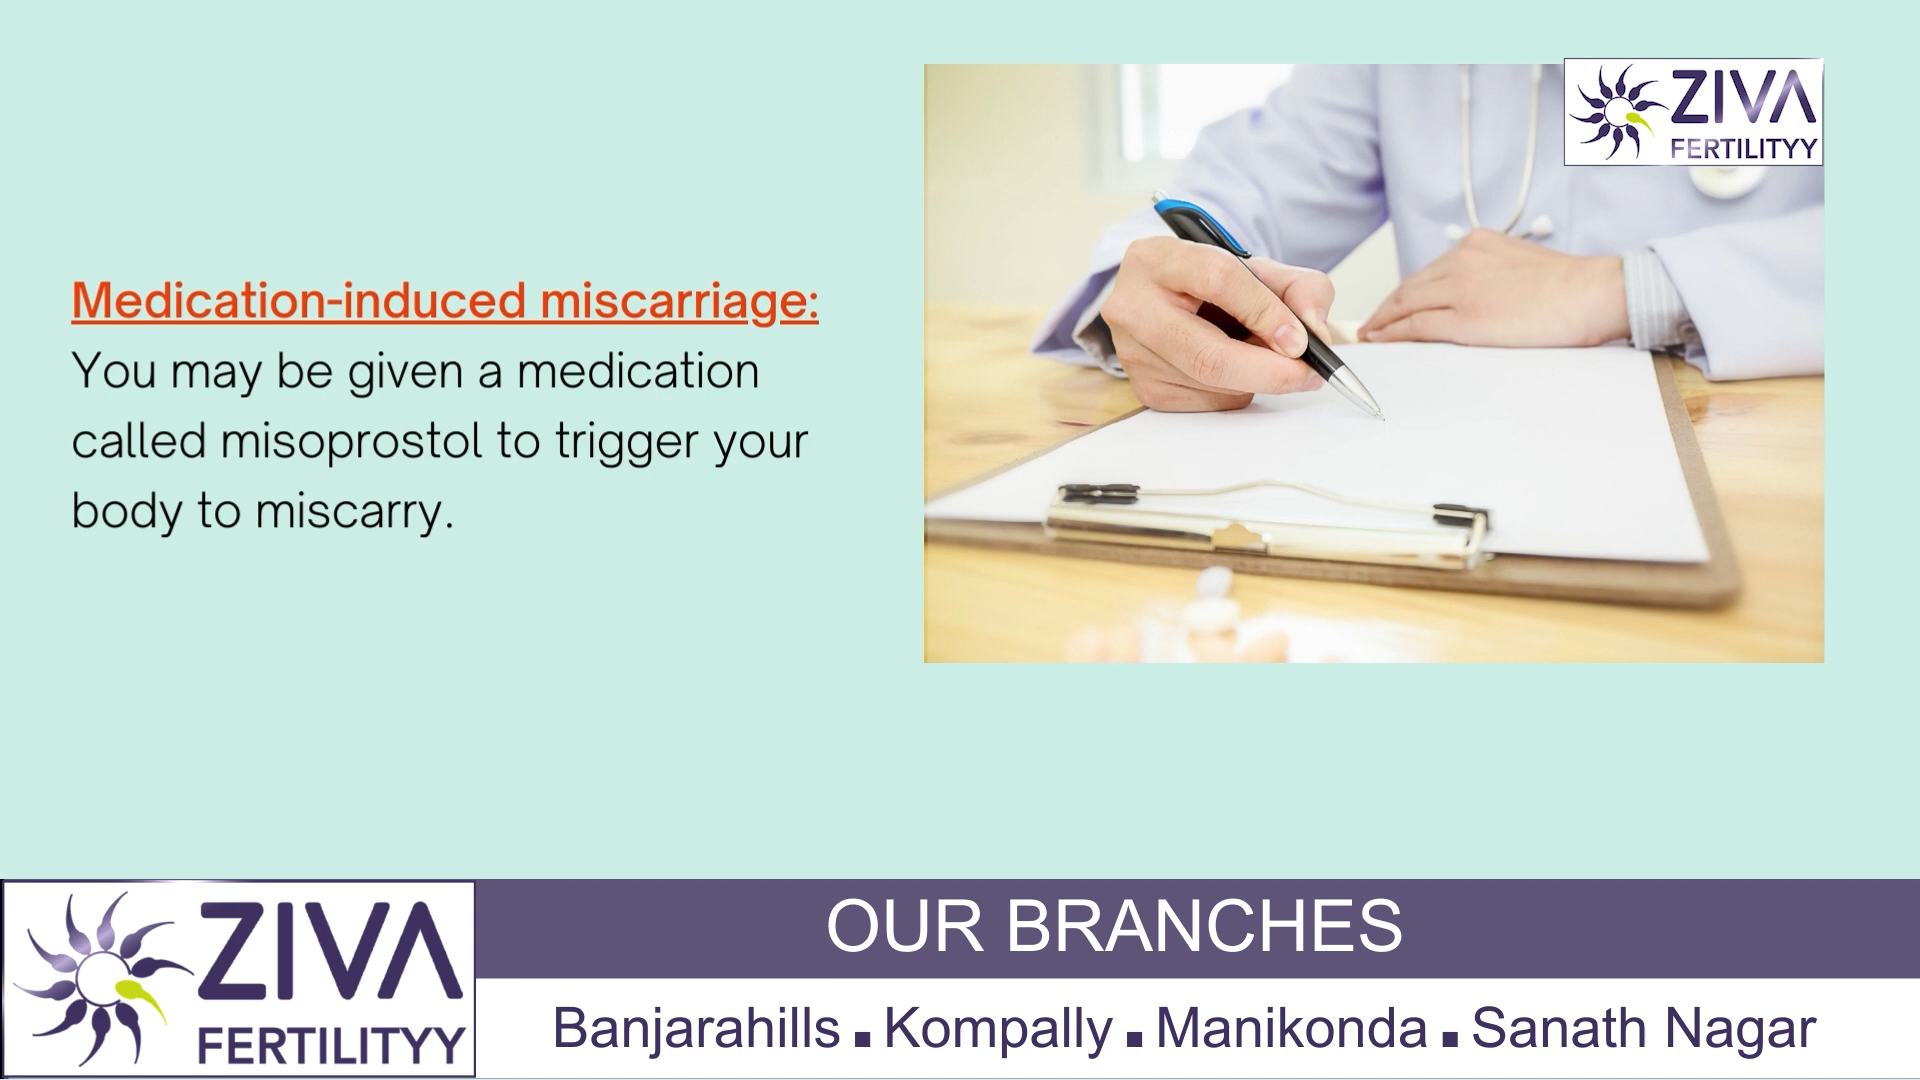 ZIVA
FERTILITYY
Medication-induced miscarriage:
You may be given a medication
called misoprostol to trigger your
body to miscarry.
ZIVA
FERTILITYY
OUR BRANCHES
Banjarahills ▪ Kompally ▪ Manikonda ▪ Sanath Nagar